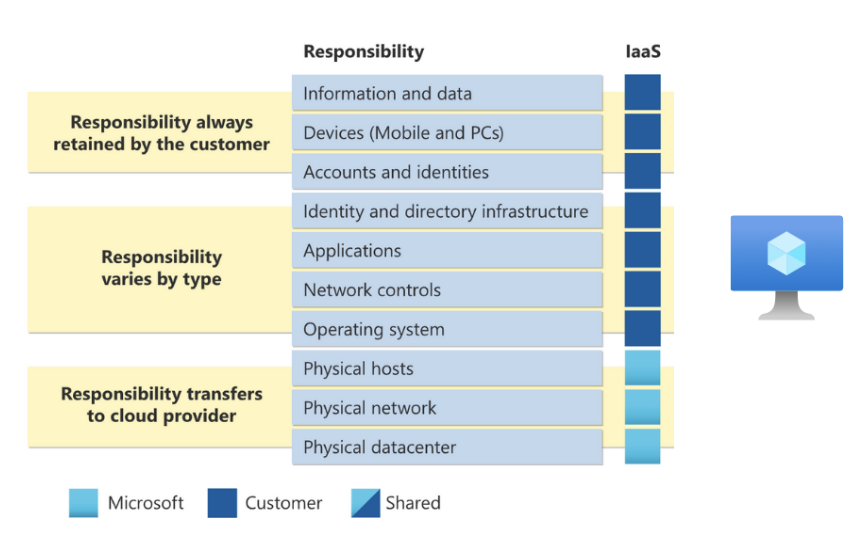 Responsibility IaaS
Responsibility always
retained by the customer
Information and data
Devices (Mobile and PCs)
Accounts and identities
Responsibility
varies by type
Identity and directory infrastructure
Applications
Network controls
Operating system
Responsibility transfers
to cloud provider
Physical hosts
Physical network
Physical datacenter
Microsoft Customer Shared